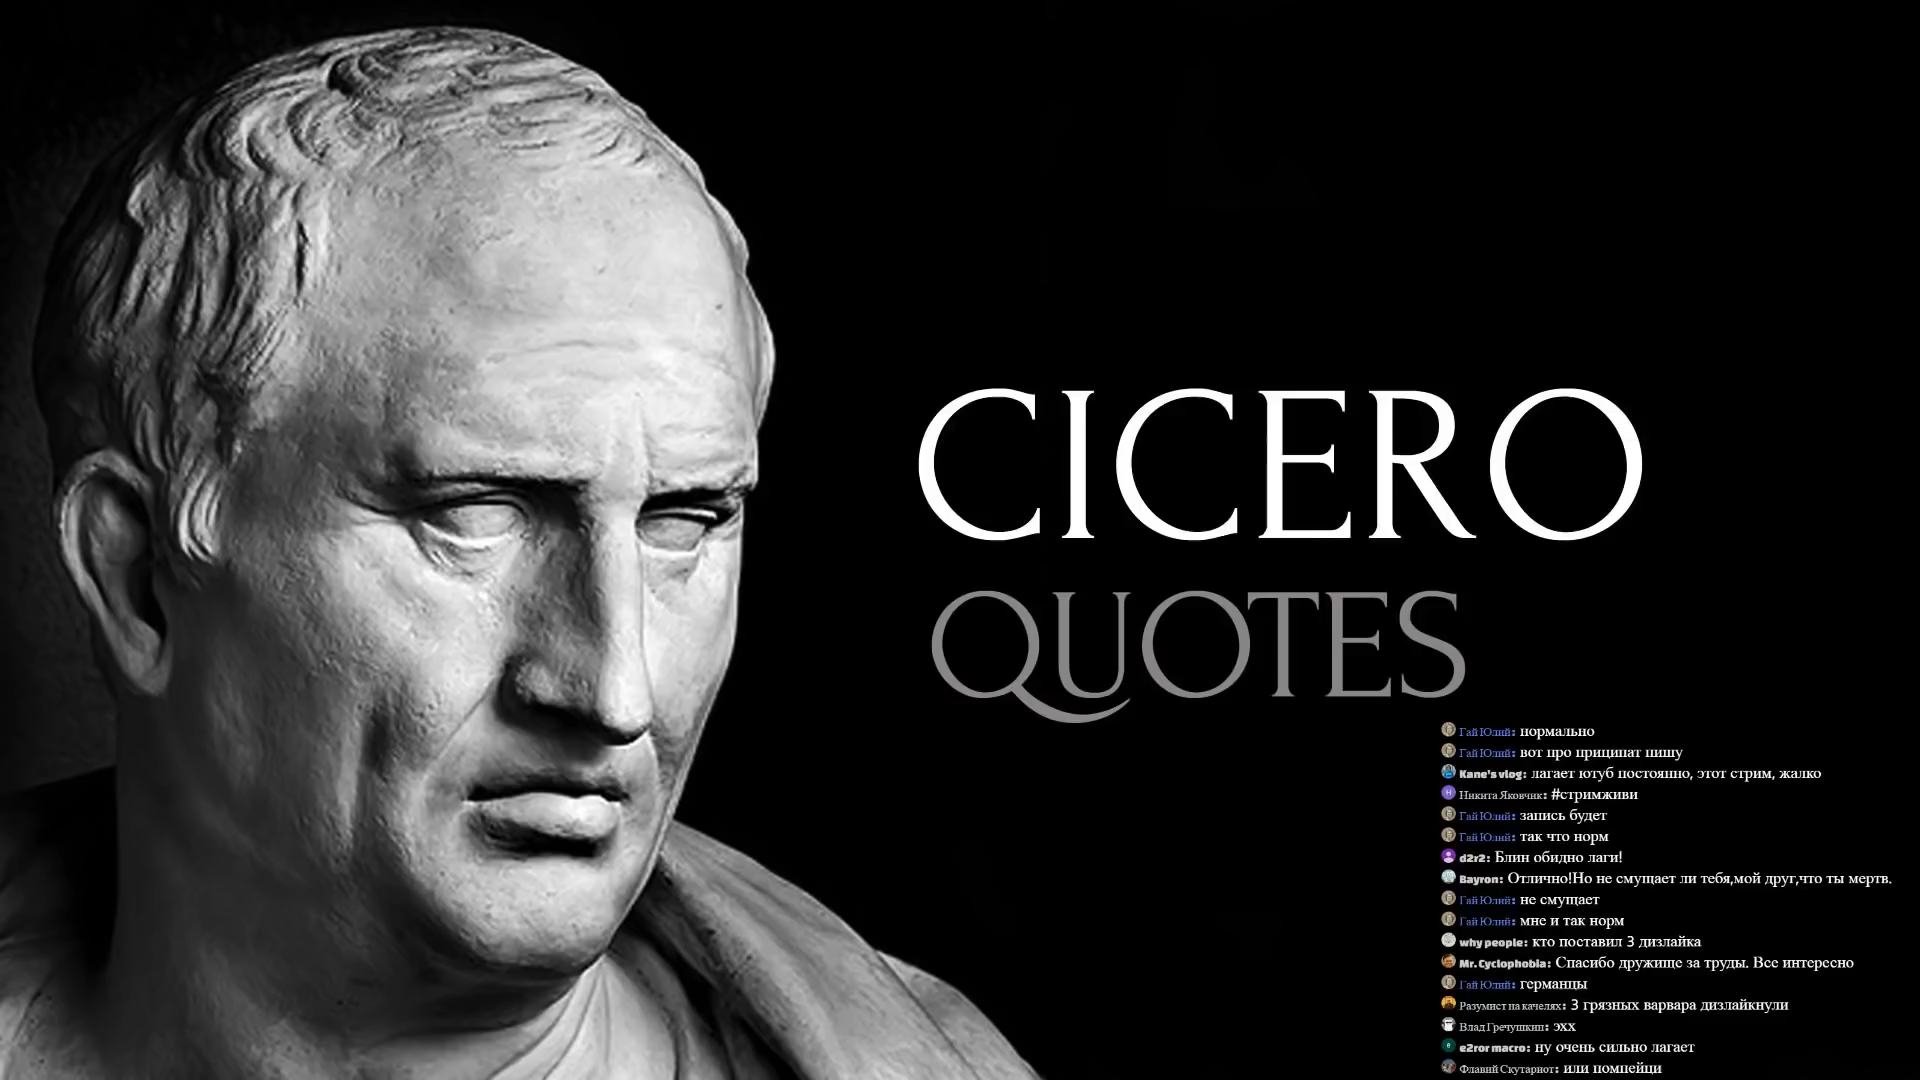 CICERO
QUOTES
Гай Юлий: нормально
Гай Юлий: вот про приципат пишу
Kane's vlog: лагает ютуб постоянно, этот стрим, жалко
Никита Яковчик: #стримживи
Гай Юлий: запись будет
Гай Юлий: так что норм
d2r2: Блин обидно лаги!
Bayron: Отлично!Но не смущает ли тебя,мой друг,что ты мертв.
Гай Юлий: не смущает
Гай Юлий: мне и так норм
why people: кто поставил 3 дизлайка
Mr. Cyclophobia: Спасибо дружище за труды. Все интересно
Гай Юлий: германцы
Разумист на качелях: 3 грязных варвара дизлайкнули
Влад Гречушкин: эхх
e2ror macro: ну очень сильно лагает
Флавий Скутариот: или помпейци